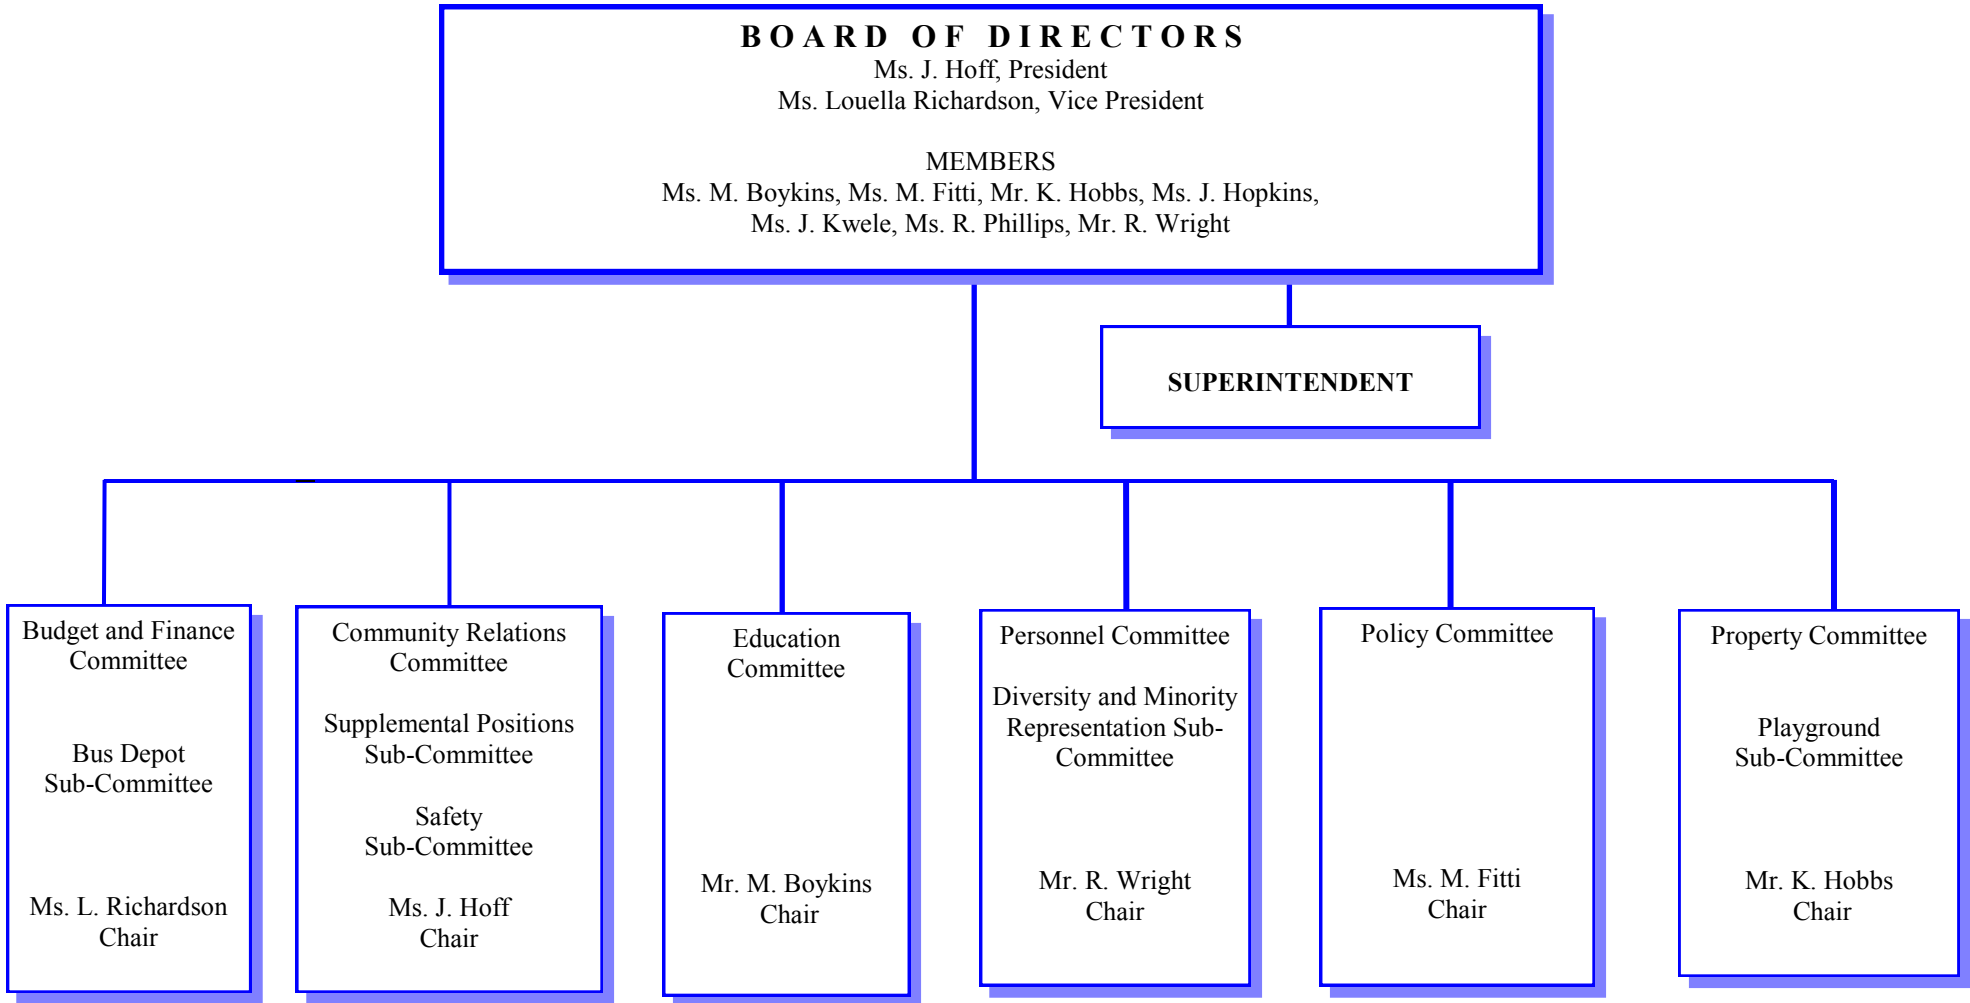 BOARD OF DIRECTORS
Ms. J. Hoff, President
Ms. Louella Richardson, Vice President
MEMBERS
Ms. M. Boykins, Ms. M. Fitti, Mr. K. Hobbs, Ms. J. Hopkins,
Ms. J. Kwele, Ms. R. Phillips, Mr. R. Wright
SUPERINTENDENT
Budget and Finance
Committee
Bus Depot
Sub-Committee
Ms. L. Richardson
Chair
Community Relations
Committee
Supplemental Positions
Sub-Committee
Safety
Sub-Committee
Ms. J. Hoff
Chair
Education
Committee
Mr. M. Boykins
Chair
Personnel Committee
Diversity and Minority
Representation Sub-
Committee
Mr. R. Wright
Chair
Policy Committee
Ms. M. Fitti
Chair
Property Committee
Playground
Sub-Committee
Mr. K. Hobbs
Chair